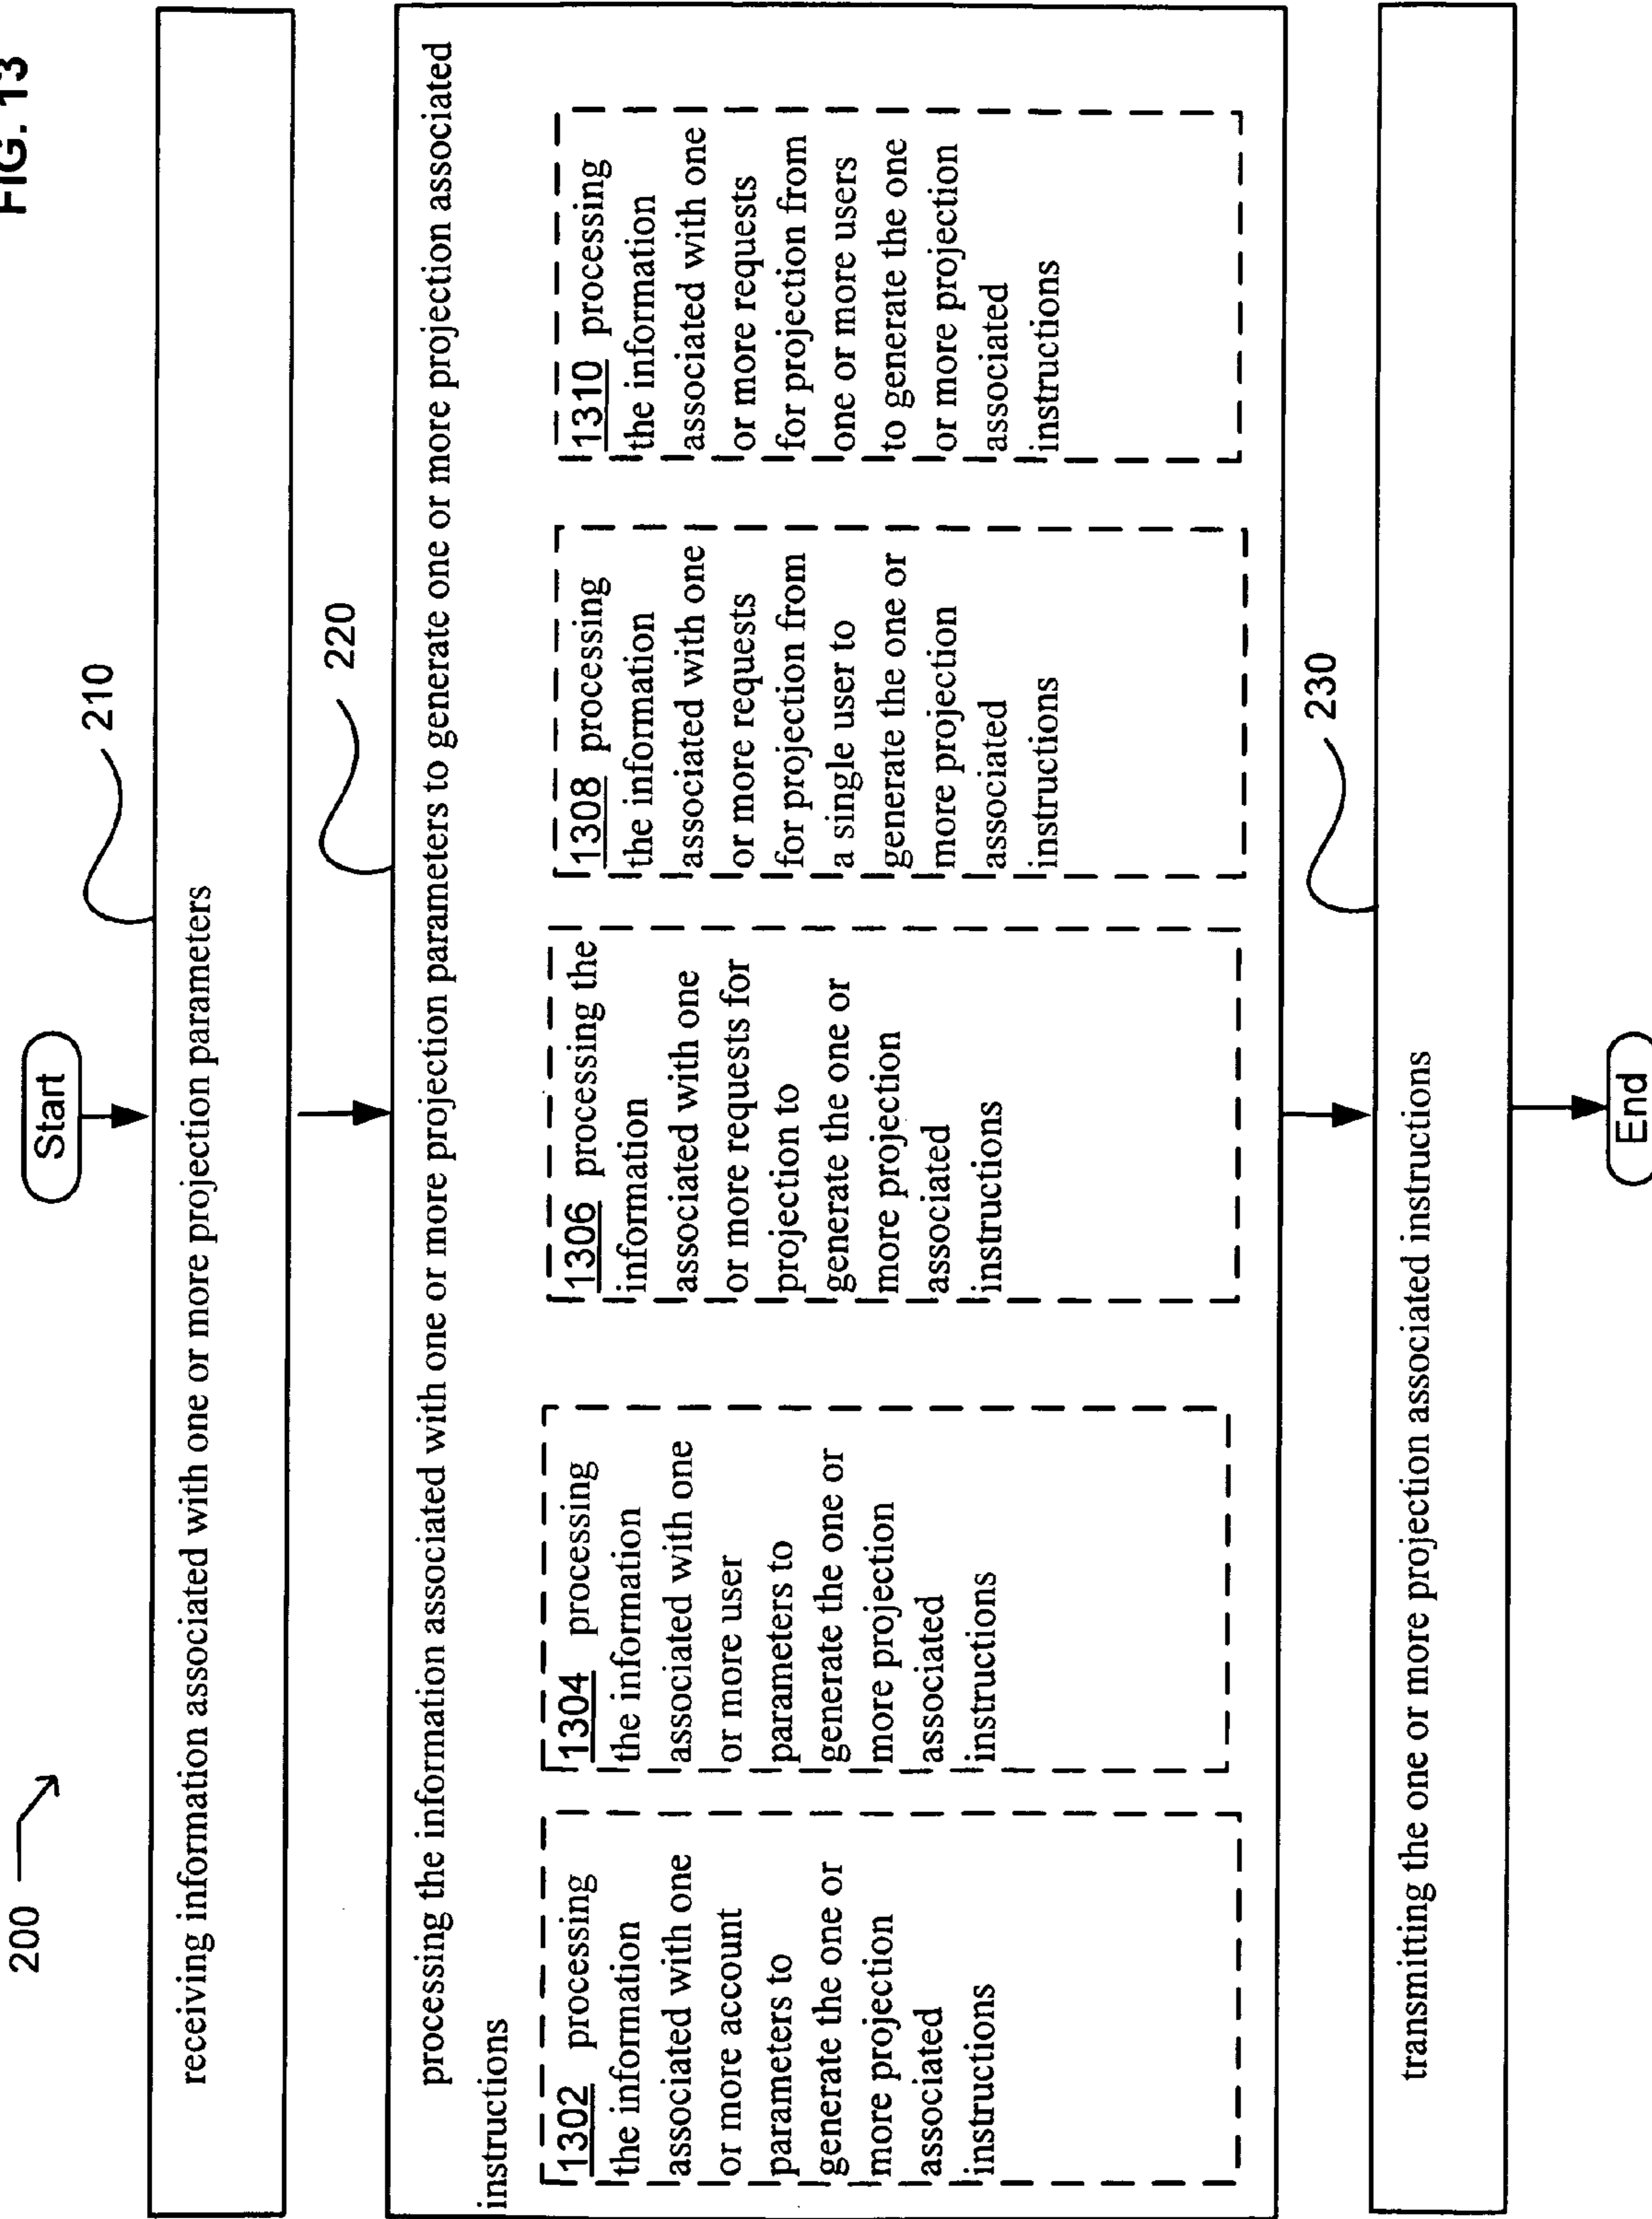 FIG. 13
200
Start
210
receiving information associated with one or more projection parameters
220
processing the information associated with one or more projection parameters to generate one or more projection associated
instructions
1302 processing
the information
associated with one
or more account
parameters to
generate the one or
more projection
associated
instructions
1304 processing
the information
associated with one
or more user
parameters to
generate the one or
more projection
associated
instructions
1306 processing the
information
associated with one
or more requests for
projection to
generate the one or
more projection
associated
instructions
1308 processing
the information
associated with one
or more requests
for projection from
a single user to
generate the one or
more projection
associated
instructions
1310 processing
the information
associated with one
or more requests
for projection from
one or more users
to generate the one
or more projection
associated
instructions
230
transmitting the one or more projection associated instructions
End